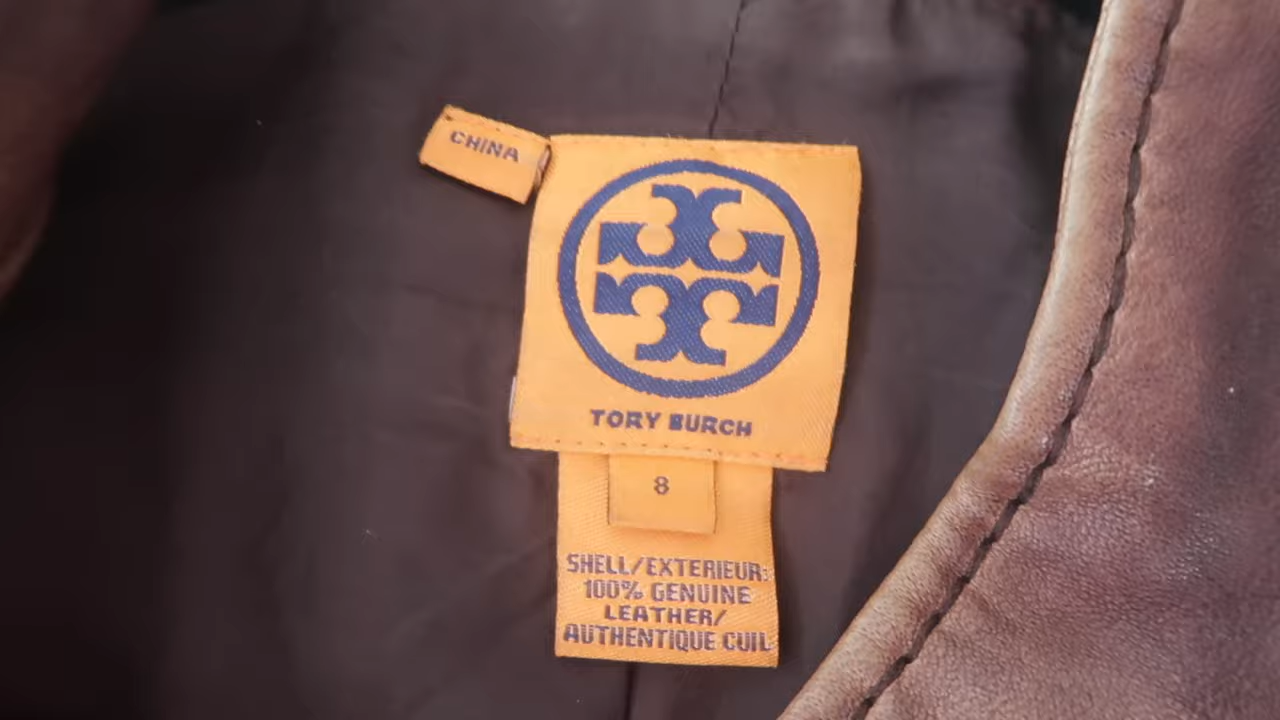 CHINA
TORY BURCH
8
SHELL/EXTERIEUR:
100% GENUINE
LEATHER/
AUTHENTIQUE CUIL